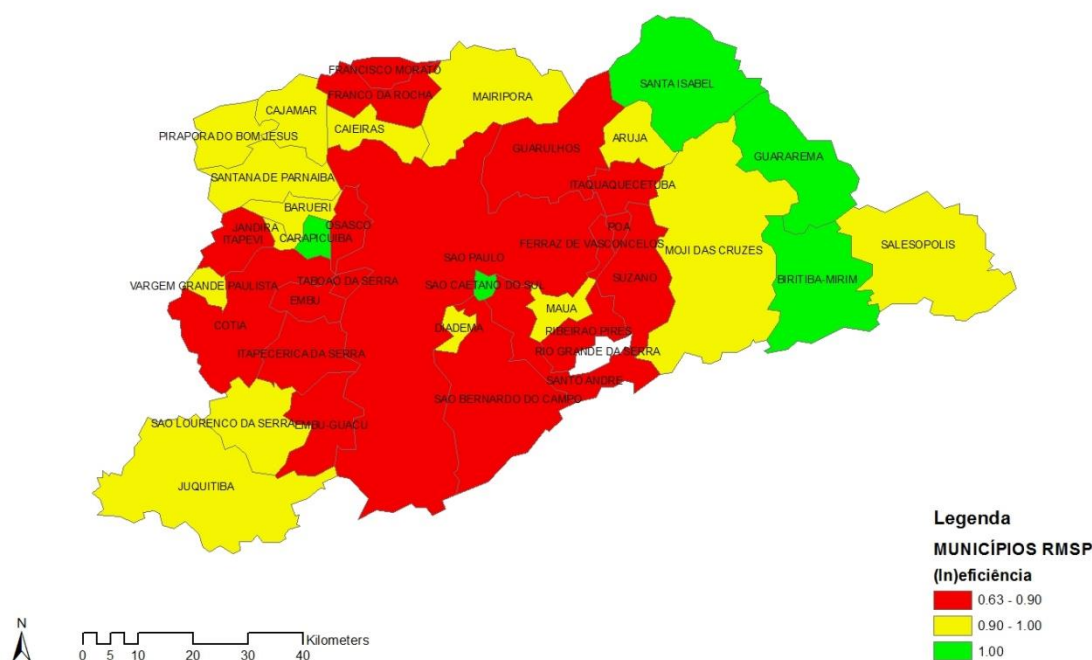 FRANCISCO MORATO
SANTA ISABEL
FRANCO DA ROCHA
MAIRIPORA
CAJAMAR
CAIEIRAS
PIRAPORA DO BOM JESUS
ARUJA
GUARULHOS
GUARAREMA
SANTANA DE PARNAIBA
ITAQUAQUECETUBA
BARUERI
JANDIRA
OSASCO
POA
CARAPICUIBA
ITAPEVI
FERRAZ DE VASCONCELOS
MOJI DAS CRUZES
SALESOPOLIS
SAO PAULO
SUZANO
BIRITIBA-MIRIM
TABOAO DA SERRA
VARGEM GRANDE PAULISTA
SAO CAETANO DO SUL
EMBU
MAUA
COTIA
DIADEMA
RIBEIRAO PIRES
ITAPECERICA DA SERRA
RIO GRANDE DA SERRA
SANTO ANDRE
SAO BERNARDO DO CAMPO
SAO LOURENCO DA SERRA
EMBU-GUACU
JUQUITIBA
Legenda
MUNICÍPIOS RMSP
(In)eficiência
0.63 - 0.90
0.90 - 1.00
1.00
N
Kilometers
0 5 10 20 30 40